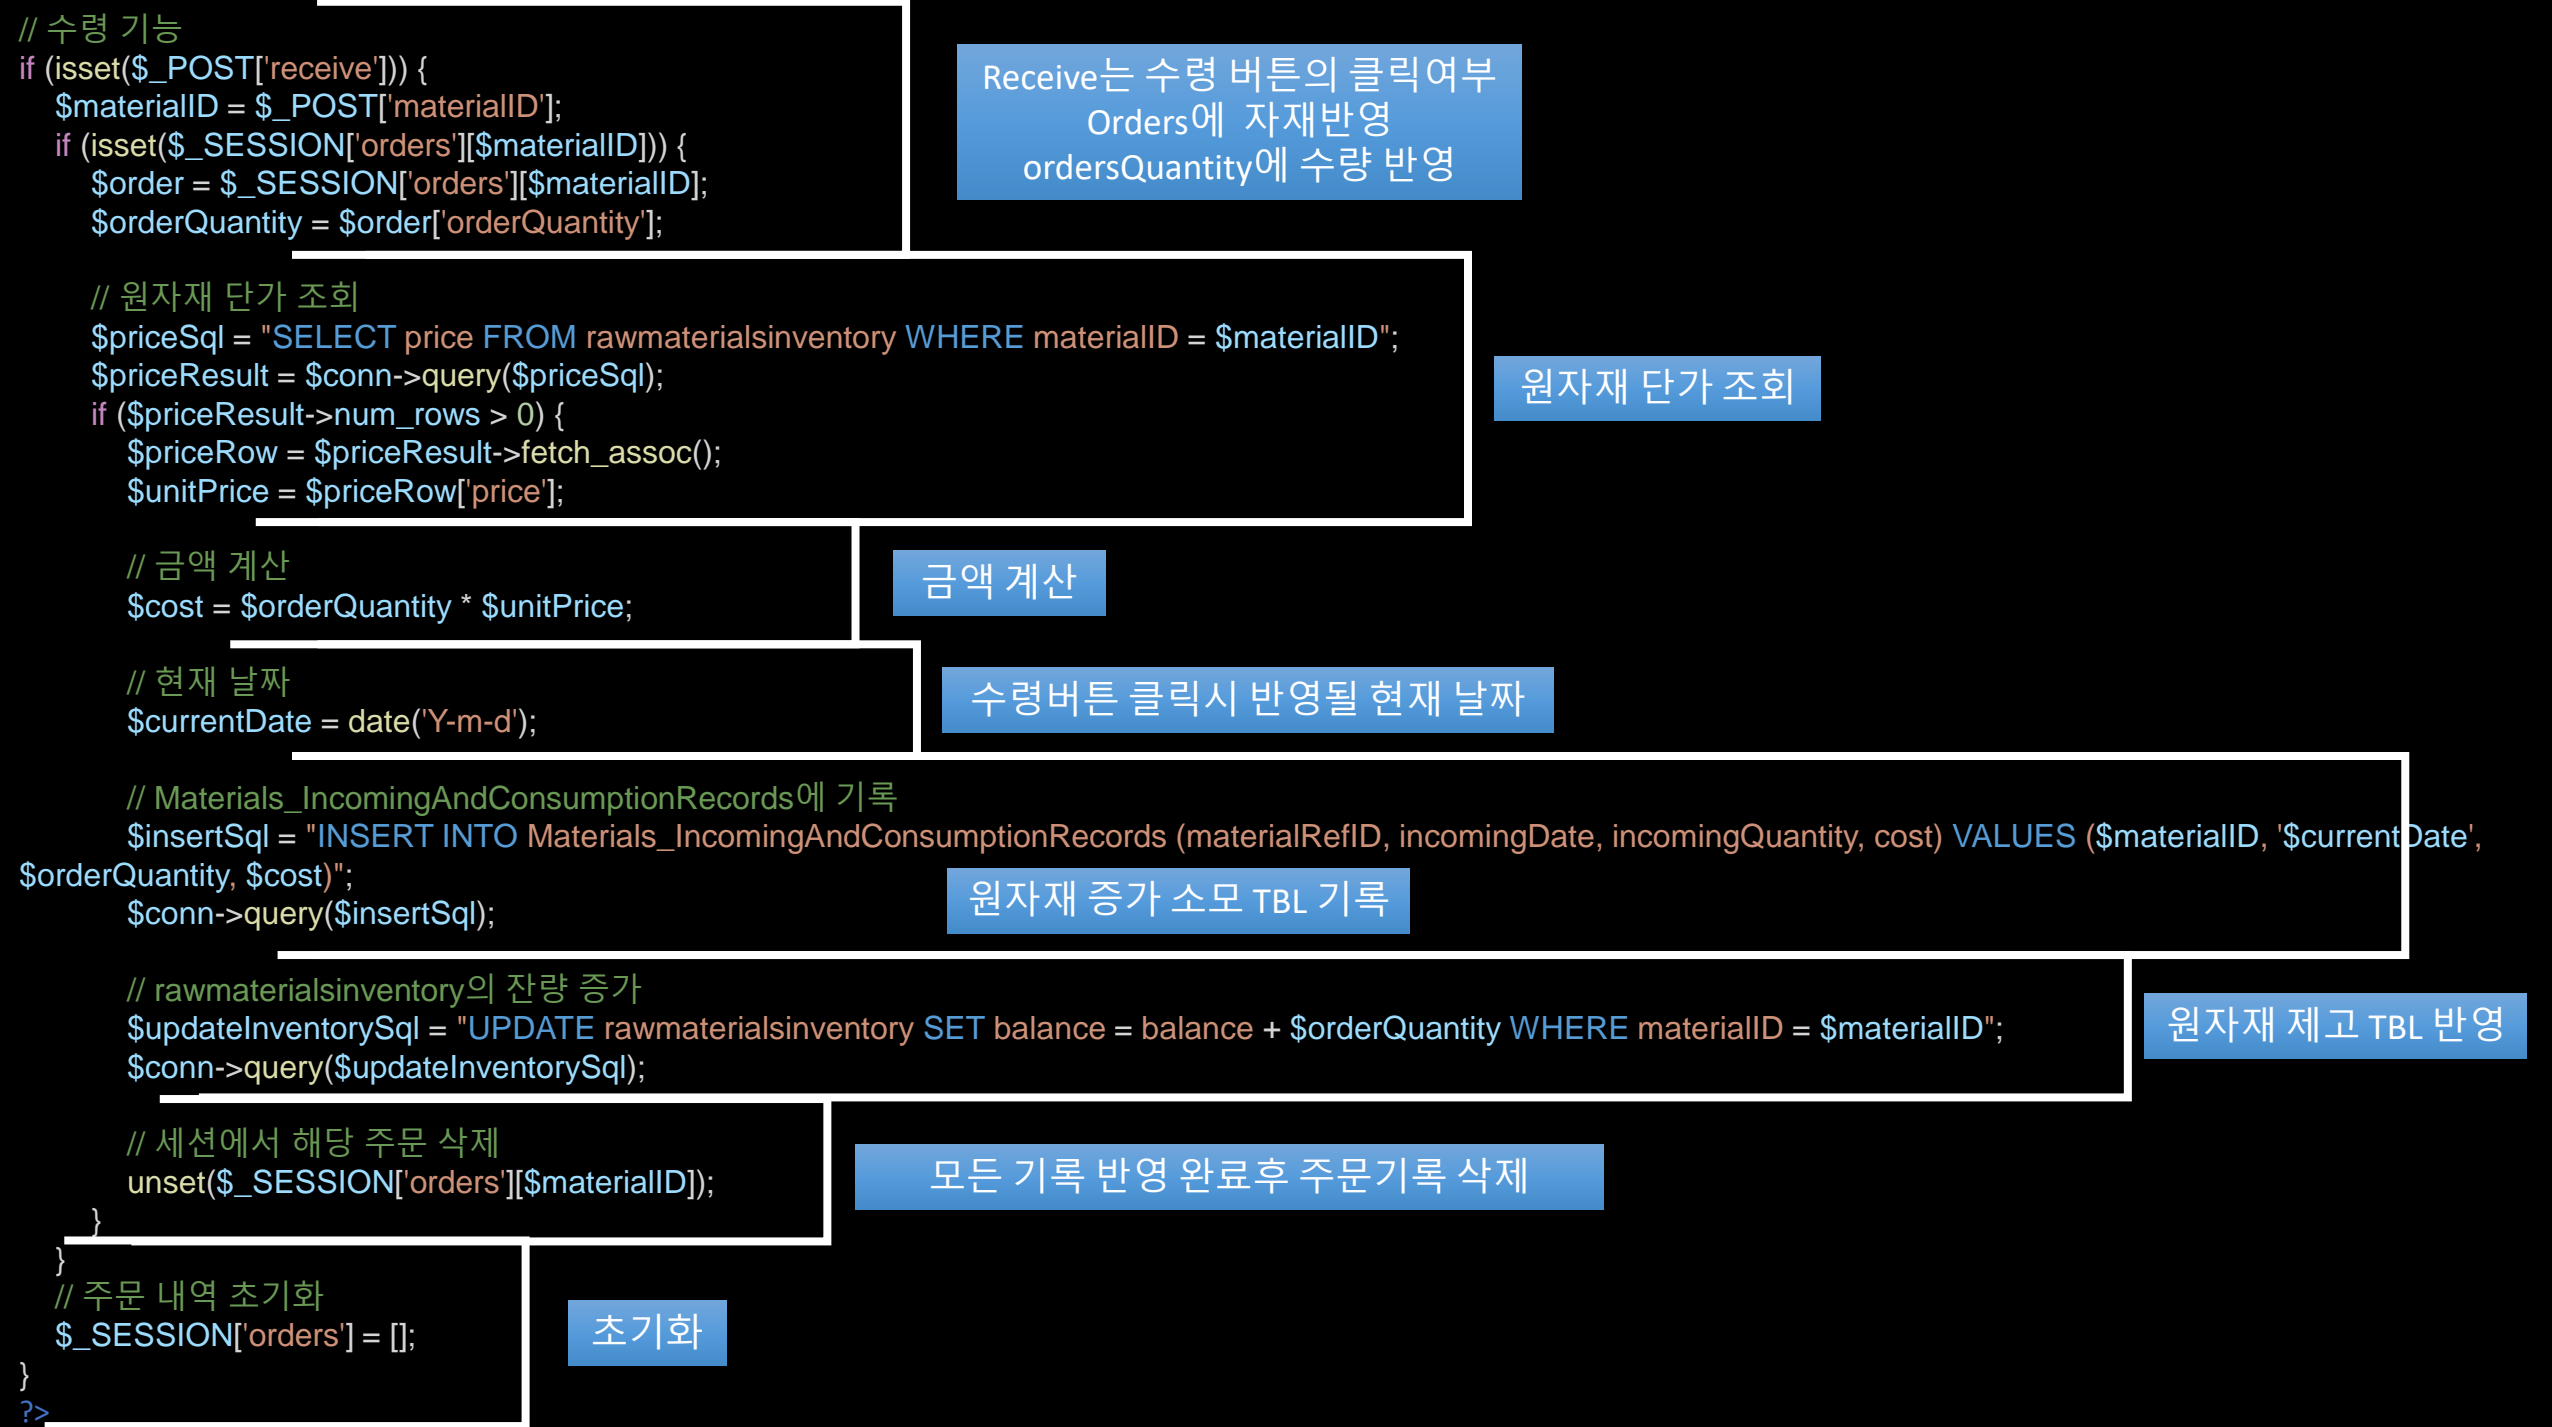 // 수령 기능
if (isset($_POST['receive'])) {
$materialID = $_POST['materialID'];
if (isset($_SESSION['orders'][$materialID])) {
$order = $_SESSION['orders'][$materialID];
$orderQuantity = $order['orderQuantity'];
Receive는 수령 버튼의 클릭여부
Orders에 자재반영
ordersQuantity에 수량 반영
// 원자재 단가 조회
$priceSql = "SELECT price FROM rawmaterialsinventory WHERE materialID = $materialID";
$priceResult = $conn->query($priceSql);
if ($priceResult->num_rows > 0) {
$priceRow = $priceResult->fetch_assoc();
$unitPrice = $priceRow['price'];
원자재 단가 조회
// 금액 계산
$cost = $orderQuantity * $unitPrice;
금액 계산
// 현재 날짜
$currentDate = date('Y-m-d');
수령버튼 클릭시 반영될 현재 날짜
// Materials_IncomingAndConsumptionRecords에 기록
$insertSql = "INSERT INTO Materials_IncomingAndConsumptionRecords (materialRefID, incomingDate, incomingQuantity, cost) VALUES ($materialID, '$currentDate',
$orderQuantity, $cost)";
$conn->query($insertSql);
원자재 증가 소모 TBL 기록
// rawmaterialsinventory의 잔량 증가
$updateInventorySql = "UPDATE rawmaterialsinventory SET balance = balance + $orderQuantity WHERE materialID = $materialID";
$conn->query($updateInventorySql);
원자재 제고 TBL 반영
// 세션에서 해당 주문 삭제
unset($_SESSION['orders'][$materialID]);
모든 기록 반영 완료후 주문기록 삭제
}
}
// 주문 내역 초기화
$_SESSION['orders'] = [];
초기화
}
?>